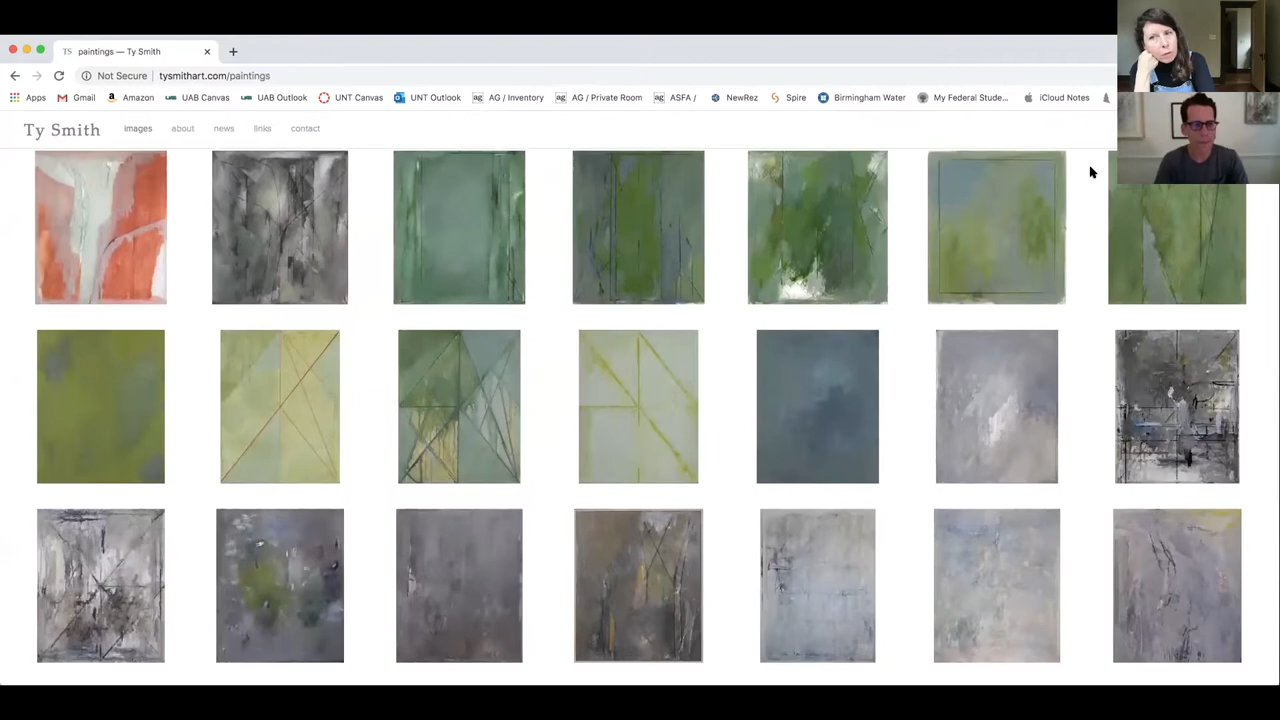 TS paintings — Ty Smith
Not Secure tysmithart.com/paintings
Apps Gmail Amazon UAB Canvas UAB Outlook UNT Canvas UNT Outlook AG / Inventory AG / Private Room ASFA / NewRez Spire Birmingham Water My Federal Stude... iCloud Notes
Ty Smith images about news links contact